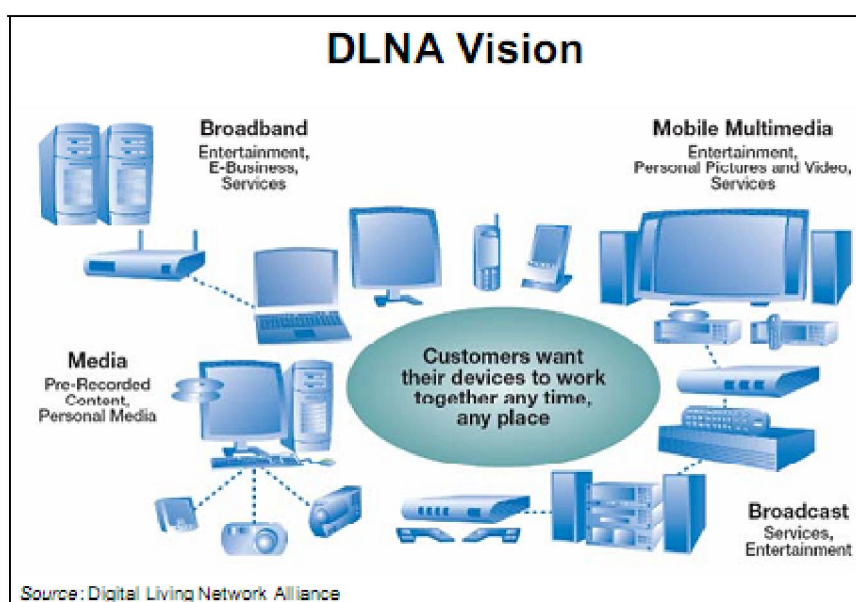 DLNA Vision
Broadband
Entertainment,
E-Business,
Services
Mobile Multimedia
Entertainment,
Personal Pictures and Video,
Services
Media
Pre-Recorded
Content,
Personal Media
Customers want
their devices to work
together any time,
any place
Broadcast
Services,
Entertainment
Source: Digital Living Network Alliance